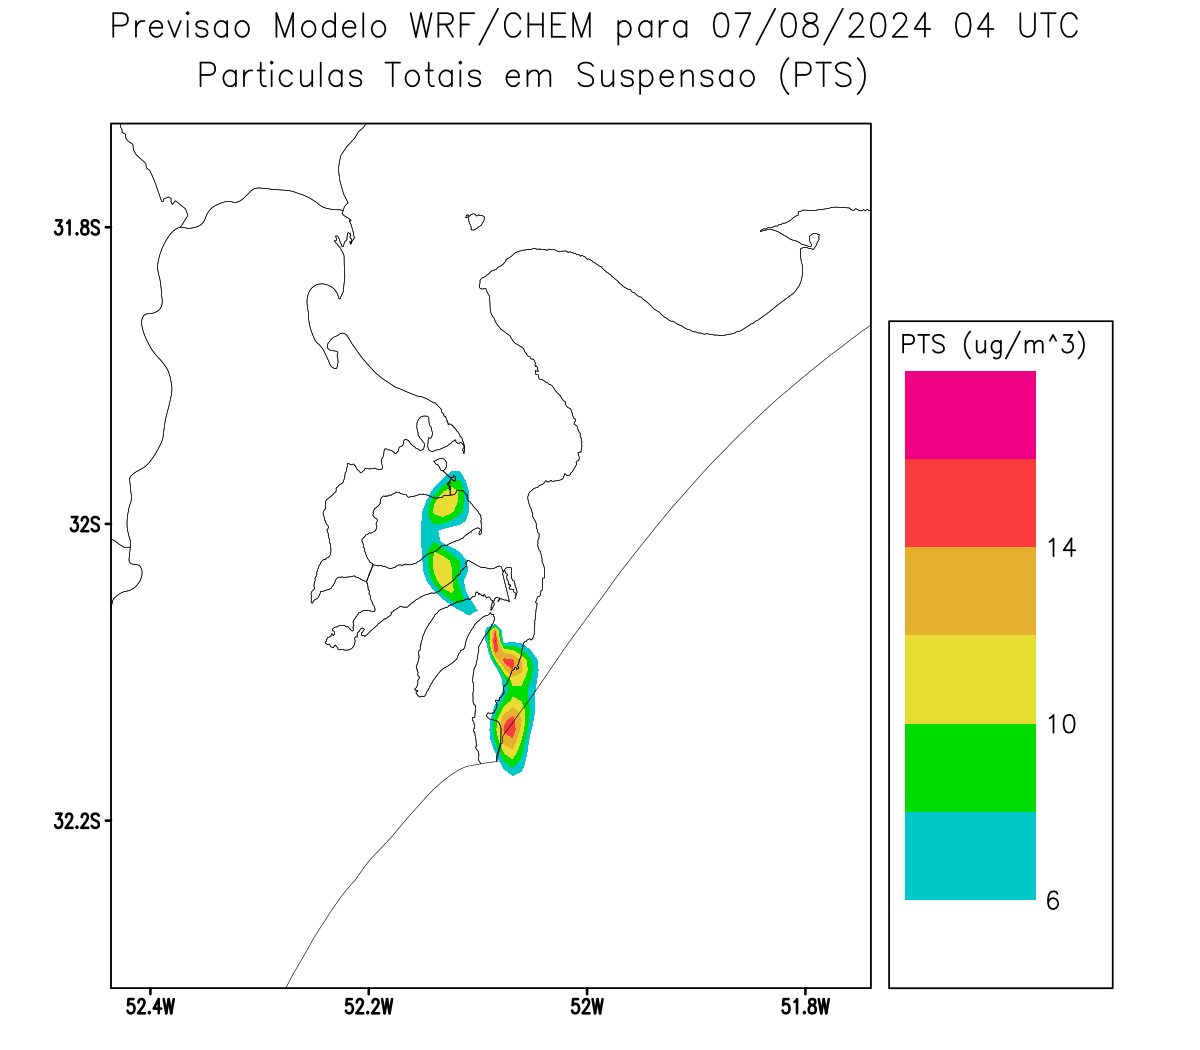 Previsao Modelo WRF/CHEM para 07/08/2024 04 UTC
Particulas Totais em Suspensao (PTS)
31.8S
32S
32.2S
52.4W
52.2W
52W
51.8W
PTS (ug/m^3)
14
10
6